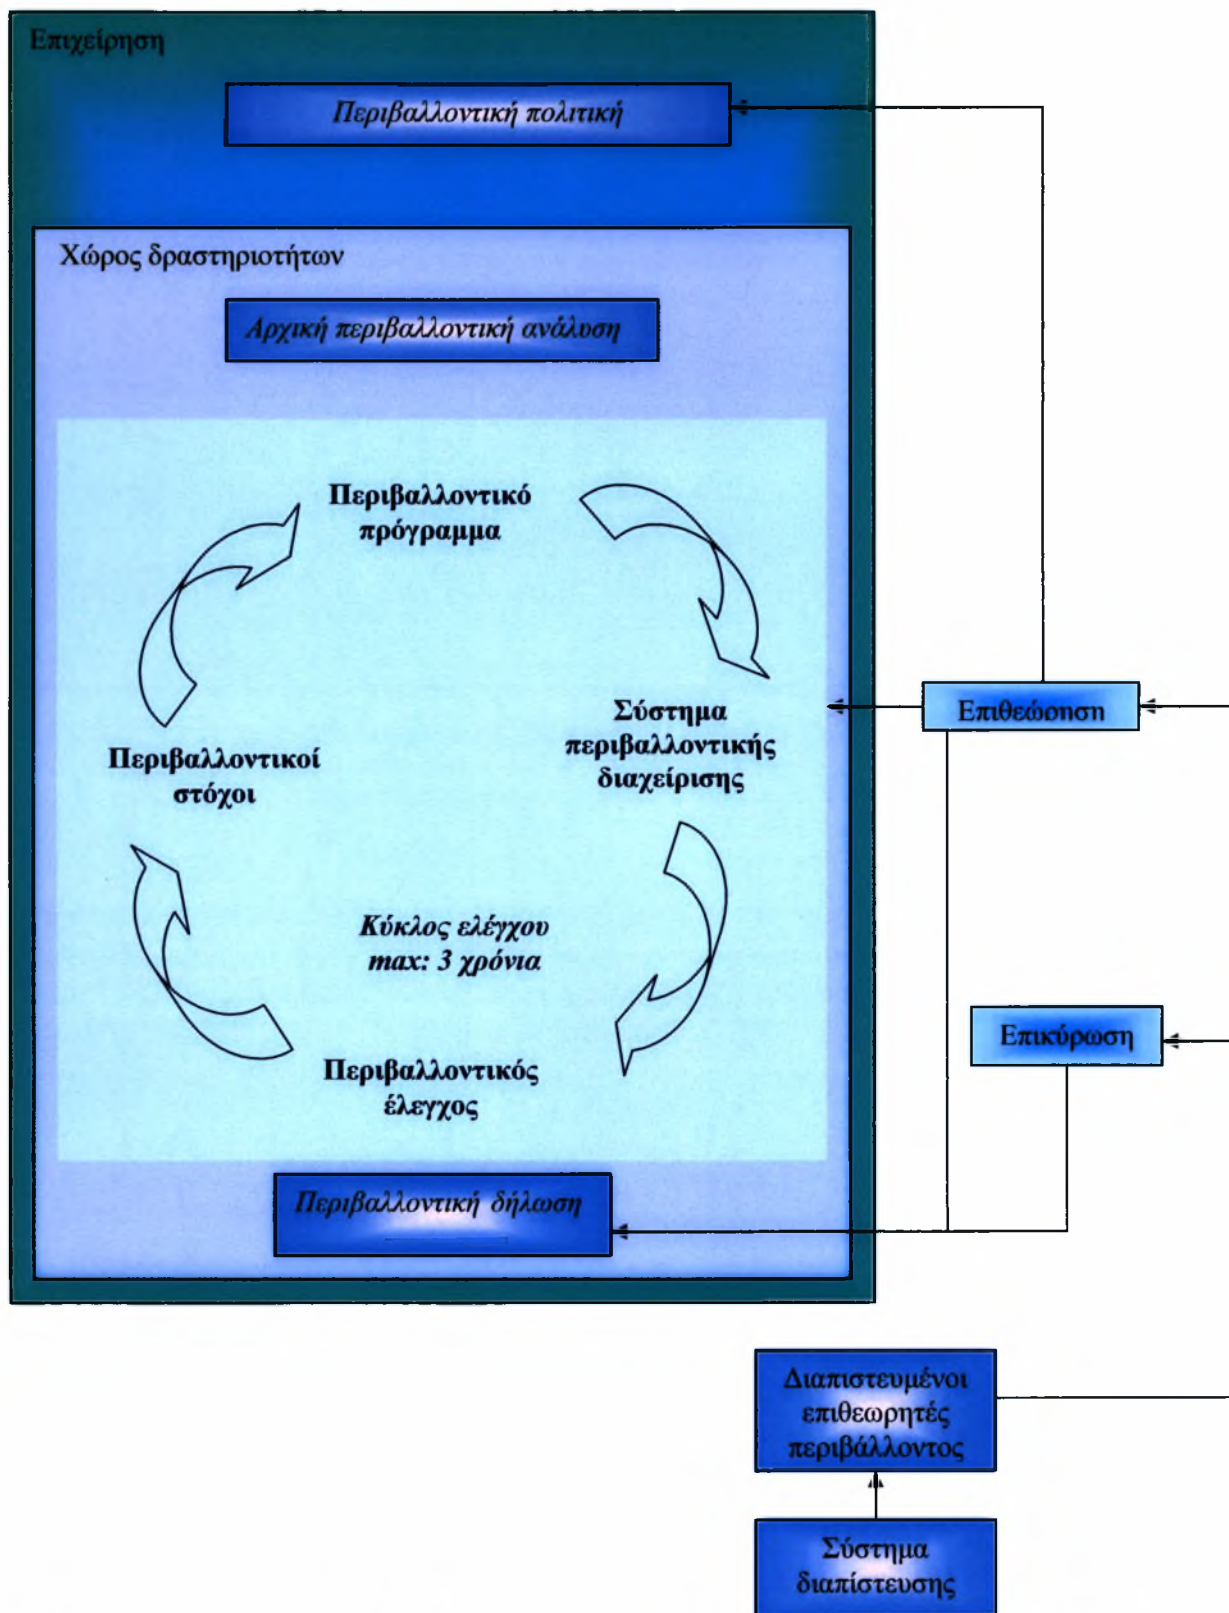 Επιχείρηση
Περιβαλλοντική πολιτική
Χώρος δραστηριοτήτων
Αρχική περιβαλλοντική ανάλυση
Περιβαλλοντικό
πρόγραμμα
Σύστημα
περιβαλλοντικής
διαχείρισης
Επιθεώρηση
Περιβαλλοντικοί
στόχοι
Κύκλος ελέγχου
max: 3 χρόνια
Επικύρωση
Περιβαλλοντικός
έλεγχος
Περιβαλλοντική δήλωση
Διαπιστευμένοι
επιθεωρητές
περιβάλλοντος
Σύστημα
διαπίστευσης